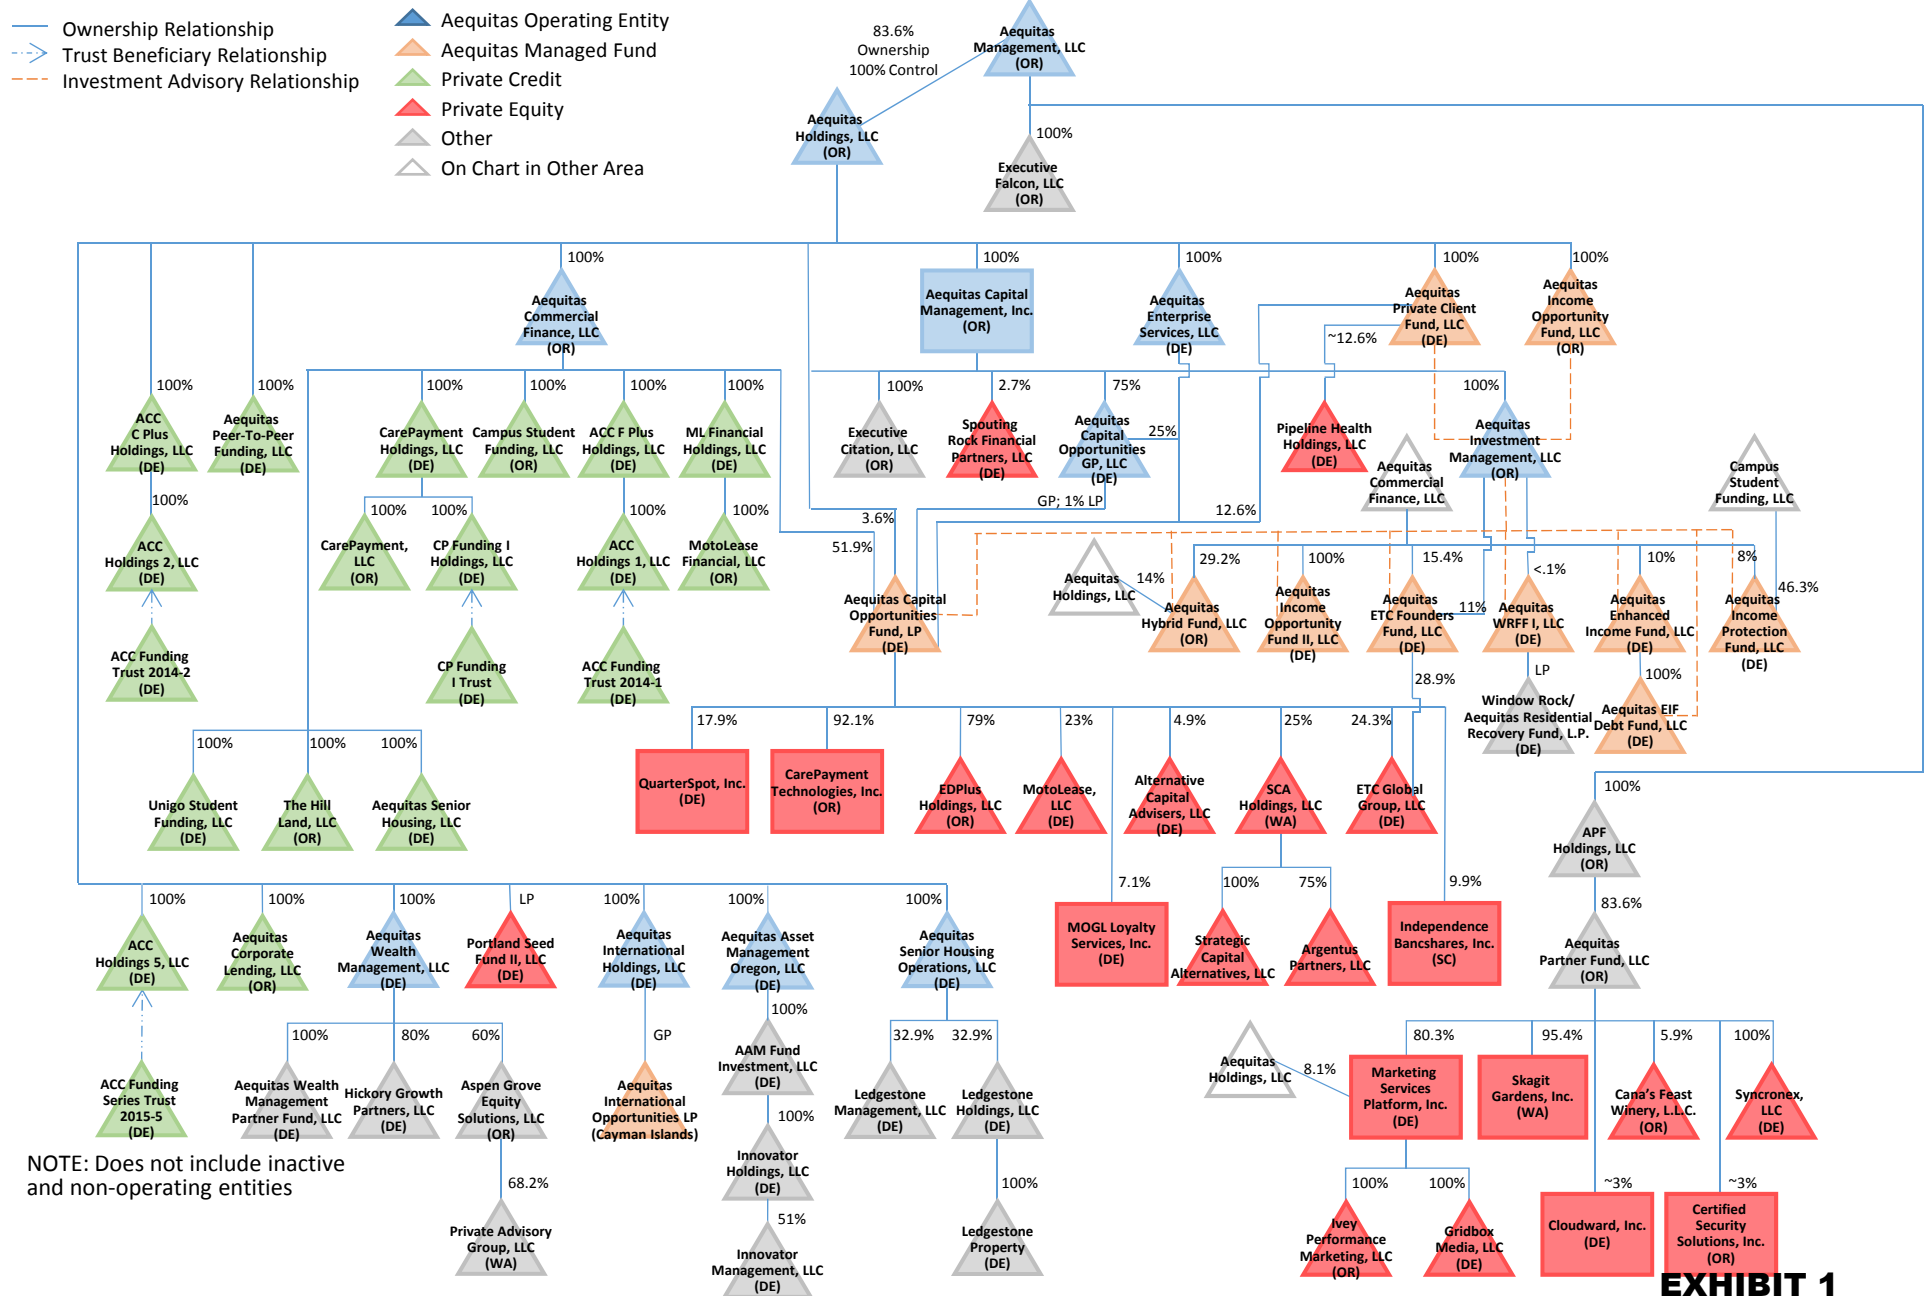 Ownership Relationship
Trust Beneficiary Relationship
Investment Advisory Relationship
Aequitas Operating Entity
Aequitas Managed Fund
Private Credit
Private Equity
Other
On Chart in Other Area
83.6%
Ownership
100% Control
Aequitas
Management, LLC
(OR)
Aequitas
Holdings, LLC
(OR)
100%
Executive
Falcon, LLC
(OR)
100%
Aequitas
Commercial
Finance, LLC
(OR)
100%
Aequitas Capital
Management, Inc.
(OR)
100%
Aequitas
Enterprise
Services, LLC
(DE)
100%
Aequitas
Private Client
Fund, LLC
(DE)
100%
Aequitas
Income
Opportunity
Fund, LLC
(OR)
~12.6%
100%
ACC
C Plus
Holdings, LLC
(DE)
100%
Aequitas
Peer-To-Peer
Funding, LLC
(DE)
100%
CarePayment
Holdings, LLC
(DE)
100%
Campus Student
Funding, LLC
(OR)
100%
ACC F Plus
Holdings, LLC
(DE)
100%
ML Financial
Holdings, LLC
(DE)
100%
Executive
Citation, LLC
(OR)
2.7%
Spouting
Rock Financial
Partners, LLC
(DE)
75%
Aequitas
Capital
Opportunities
GP, LLC
(DE)
25%
Pipeline Health
Holdings, LLC
(DE)
100%
Aequitas
Investment
Management, LLC
(OR)
Aequitas
Commercial
Finance, LLC
Campus
Student
Funding, LLC
GP; 1% LP
3.6%
51.9%
12.6%
100%
ACC
Holdings 2, LLC
(DE)
100%
CarePayment,
LLC
(OR)
100%
CP Funding I
Holdings, LLC
(DE)
100%
ACC
Holdings 1, LLC
(DE)
100%
MotoLease
Financial, LLC
(OR)
ACC Funding
Trust 2014-2
(DE)
CP Funding
I Trust
(DE)
ACC Funding
Trust 2014-1
(DE)
Aequitas Capital
Opportunities
Fund, LP
(DE)
Aequitas
Holdings, LLC
14%
29.2%
Aequitas
Hybrid Fund, LLC
(OR)
100%
Aequitas
Income
Opportunity
Fund II, LLC
(DE)
15.4%
Aequitas
ETC Founders
Fund, LLC
(DE)
11%
<.1%
Aequitas
WRFF I, LLC
(DE)
10%
Aequitas
Enhanced
Income Fund, LLC
(DE)
8%
46.3%
Aequitas
Income
Protection
Fund, LLC
(DE)
28.9%
LP
Window Rock/
Aequitas Residential
Recovery Fund, L.P.
(DE)
100%
Aequitas EIF
Debt Fund, LLC
(DE)
100%
Unigo Student
Funding, LLC
(DE)
100%
The Hill
Land, LLC
(OR)
100%
Aequitas Senior
Housing, LLC
(DE)
17.9%
QuarterSpot, Inc.
(DE)
92.1%
CarePayment
Technologies, Inc.
(OR)
79%
EDPlus
Holdings, LLC
(OR)
23%
MotoLease,
LLC
(DE)
4.9%
Alternative
Capital
Advisers, LLC
(DE)
25%
SCA
Holdings, LLC
(WA)
24.3%
ETC Global
Group, LLC
(DE)
100%
APF
Holdings, LLC
(OR)
7.1%
MOGL Loyalty
Services, Inc.
(DE)
100%
Strategic
Capital
Alternatives, LLC
75%
Argentus
Partners, LLC
9.9%
Independence
Bancshares, Inc.
(SC)
83.6%
Aequitas
Partner Fund, LLC
(OR)
100%
ACC
Holdings 5, LLC
(DE)
100%
Aequitas
Corporate
Lending, LLC
(OR)
100%
Aequitas
Wealth
Management, LLC
(DE)
LP
Portland Seed
Fund II, LLC
(DE)
100%
Aequitas
International
Holdings, LLC
(DE)
100%
Aequitas Asset
Management
Oregon, LLC
(DE)
100%
Aequitas
Senior Housing
Operations, LLC
(DE)
ACC Funding
Series Trust
2015-5
(DE)
100%
Aequitas Wealth
Management
Partner Fund, LLC
(DE)
80%
Hickory Growth
Partners, LLC
(DE)
60%
Aspen Grove
Equity
Solutions, LLC
(OR)
GP
Aequitas
International
Opportunities LP
(Cayman Islands)
100%
AAM Fund
Investment, LLC
(DE)
32.9%
Ledgestone
Management, LLC
(DE)
32.9%
Ledgestone
Holdings, LLC
(DE)
Aequitas
Holdings, LLC
8.1%
80.3%
Marketing
Services
Platform, Inc.
(DE)
95.4%
Skagit
Gardens, Inc.
(WA)
5.9%
Cana's Feast
Winery, L.L.C.
(OR)
100%
Syncronex,
LLC
(DE)
NOTE: Does not include inactive
and non-operating entities
68.2%
Private Advisory
Group, LLC
(WA)
100%
Innovator
Holdings, LLC
(DE)
51%
Innovator
Management, LLC
(DE)
100%
Ledgestone
Property
(DE)
100%
Ivey
Performance
Marketing, LLC
(OR)
100%
Gridbox
Media, LLC
(DE)
~3%
Cloudward, Inc.
(DE)
~3%
Certified
Security
Solutions, Inc.
(OR)
EXHIBIT 1